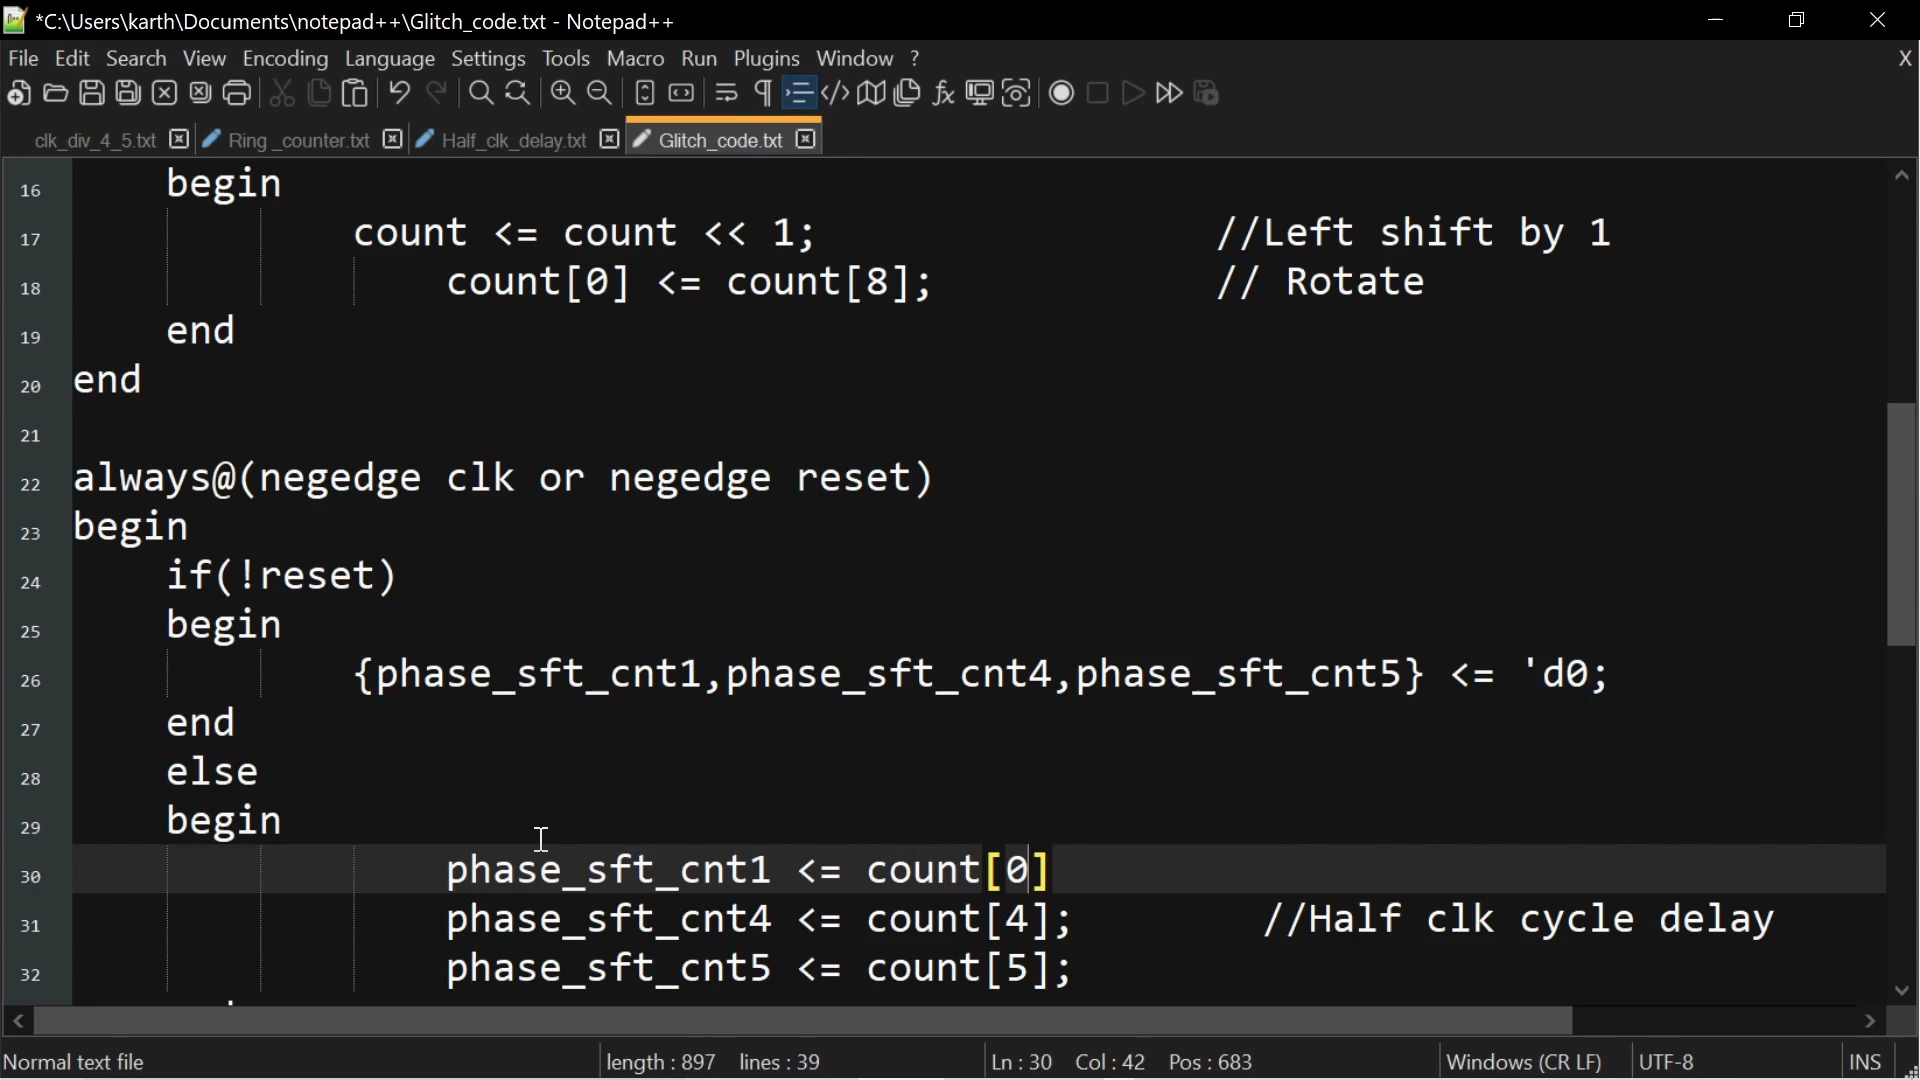 *C:\Users\karth\Documents\notepad++\Glitch_code.txt - Notepad++
File Edit Search View Encoding Language Settings Tools Macro Run Plugins Window ? X
clk_div_4_5.txt Ring _counter.txt Half_clk_delay.txt Glitch_code.txt
16 begin
17 count <= count << 1; //Left shift by 1
18 count[0] <= count[8]; // Rotate
19 end
20 end
21
22 always@(negedge clk or negedge reset)
23 begin
24 if(!reset)
25 begin
26 {phase_sft_cnt1,phase_sft_cnt4,phase_sft_cnt5} <= 'd0;
27 end
28 else
29 begin
30 phase_sft_cnt1 <= count[0]
31 phase_sft_cnt4 <= count[4]; //Half clk cycle delay
32 phase_sft_cnt5 <= count[5];
Normal text file length : 897 lines : 39 Ln : 30 Col : 42 Pos : 683 Windows (CR LF) UTF-8 INS